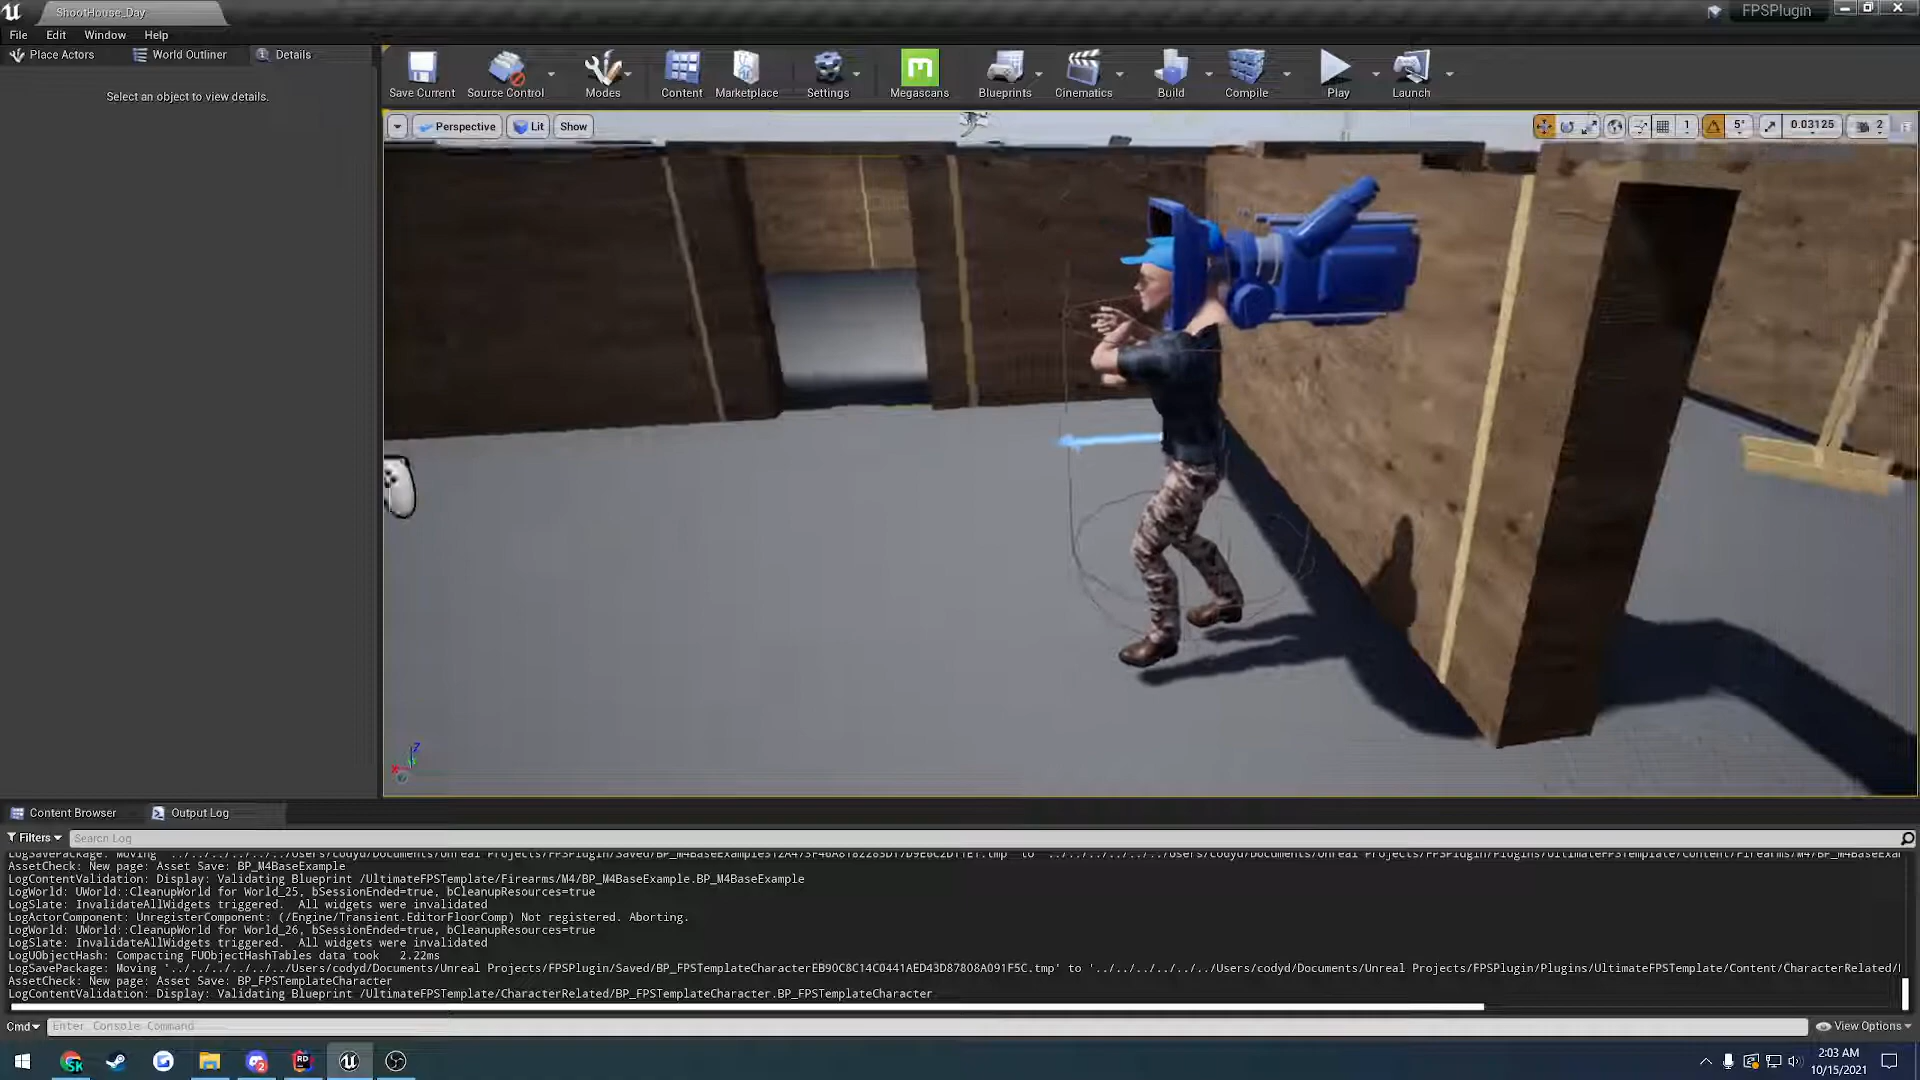 ShootHouse_Day
FPSPlugin
File Edit Window Help
Place Actors World Outliner Details
Select an object to view details.
Save Current Source Control Modes Content Marketplace Settings Megascans Blueprints Cinematics Build Compile Play Launch
Perspective Lit Show
1 5° 0.03125 2
Z
Content Browser Output Log
Filters Search Log
LogSavePackage: Moving
AssetCheck: New page: Asset Save: BP_M4BaseExample
LogContentValidation: Display: Validating Blueprint /UltimateFPSTemplate/Firearms/M4/BP_M4BaseExample.BP_M4BaseExample
LogWorld: UWorld::CleanupWorld for World_25, bSessionEnded=true, bCleanupResources=true
LogSlate: InvalidateAllWidgets triggered.  All widgets were invalidated
LogActorComponent: UnregisterComponent: (/Engine/Transient.EditorFloorComp) Not registered. Aborting.
LogWorld: UWorld::CleanupWorld for World_26, bSessionEnded=true, bCleanupResources=true
LogSlate: InvalidateAllWidgets triggered.  All widgets were invalidated
LogUObjectHash: Compacting FUObjectHashTables data took   2.22ms
LogSavePackage: Moving '../../../../../../Users/codyd/Documents/Unreal Projects/FPSPlugin/Saved/BP_FPSTemplateCharacterEB90C8C14C0441AED43D87808A091F5C.tmp' to '../../../../../../Users/codyd/Documents/Unreal Projects/FPSPlugin/Plugins/UltimateFPSTemplate/Content/CharacterRelated/
AssetCheck: New page: Asset Save: BP_FPSTemplateCharacter
LogContentValidation: Display: Validating Blueprint /UltimateFPSTemplate/CharacterRelated/BP_FPSTemplateCharacter.BP_FPSTemplateCharacter
Cmd Enter Console Command View Options
2:03 AM
10/15/2021